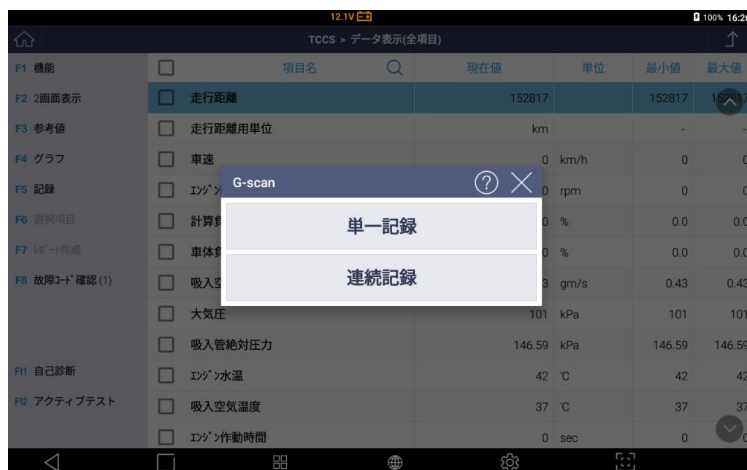 12.1V
100% 16:26
TCCS > データ表示(全項目)
F1 機能
項目名 現在値 単位 最小値 最大値
F2 2画面表示
走行距離 152817 152817
F3 参考値
走行距離用単位 km - -
F4 グラフ
車速 0 km/h 0
F5 記録
rpm 0
F6 選択項目
計算負 % 0.0 0.0
F7 ﾚﾎﾟｰﾄ作成
車体負 % 0.0 0.0
F8 故障ｺｰﾄﾞ確認 (1)
吸入空 gm/s 0.43 0.43
G-scan
?
単一記録
連続記録
大気圧 101 kPa 101 101
吸入管絶対圧力 146.59 kPa 146.59 146.59
F11 自己診断
ｴﾝｼﾞﾝ水温 42 ℃ 42 42
F12 アクティブテスト
吸入空気温度 37 ℃ 37 37
ｴﾝｼﾞﾝ作動時間 0 sec 0